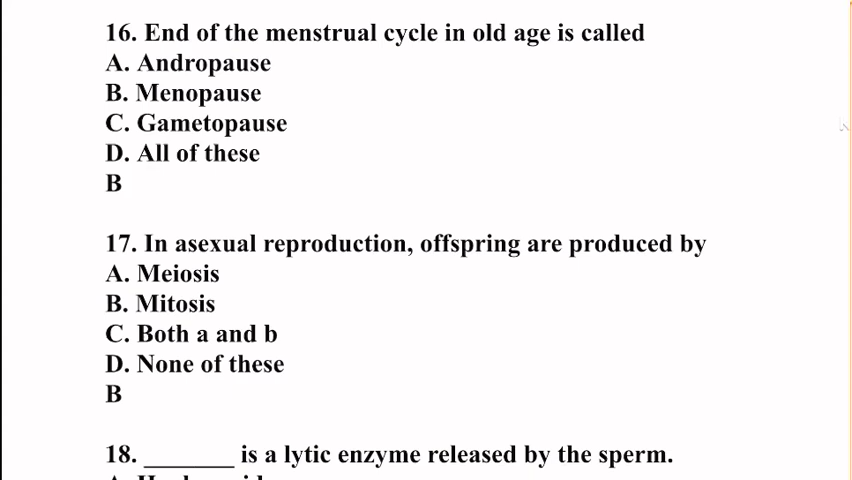 16. End of the menstrual cycle in old age is called
A. Andropause
B. Menopause
C. Gametopause
D. All of these
B
17. In asexual reproduction, offspring are produced by
A. Meiosis
B. Mitosis
C. Both a and b
D. None of these
B
18. _______ is a lytic enzyme released by the sperm.